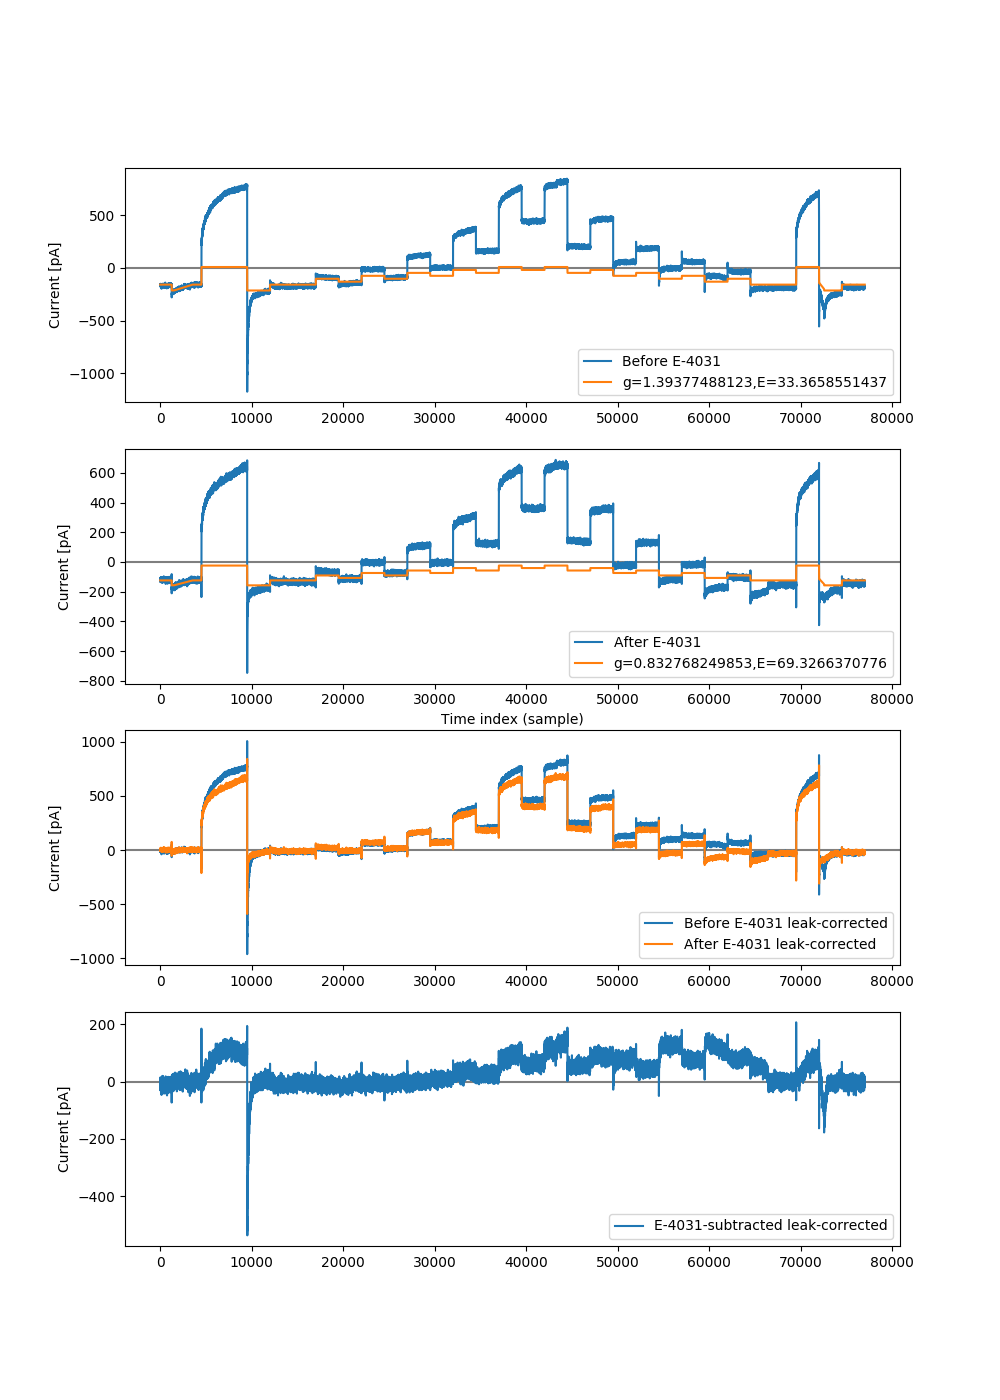 500
0
−500
−1000
Current [pA]
Before E-4031
g=1.39377488123,E=33.3658551437
0 10000 20000 30000 40000 50000 60000 70000 80000
600
400
200
0
−200
−400
−600
−800
Current [pA]
After E-4031
g=0.832768249853,E=69.3266370776
0 10000 20000 30000 40000 50000 60000 70000 80000
Time index (sample)
1000
500
0
−500
−1000
Current [pA]
Before E-4031 leak-corrected
After E-4031 leak-corrected
0 10000 20000 30000 40000 50000 60000 70000 80000
200
0
−200
−400
Current [pA]
E-4031-subtracted leak-corrected
0 10000 20000 30000 40000 50000 60000 70000 80000